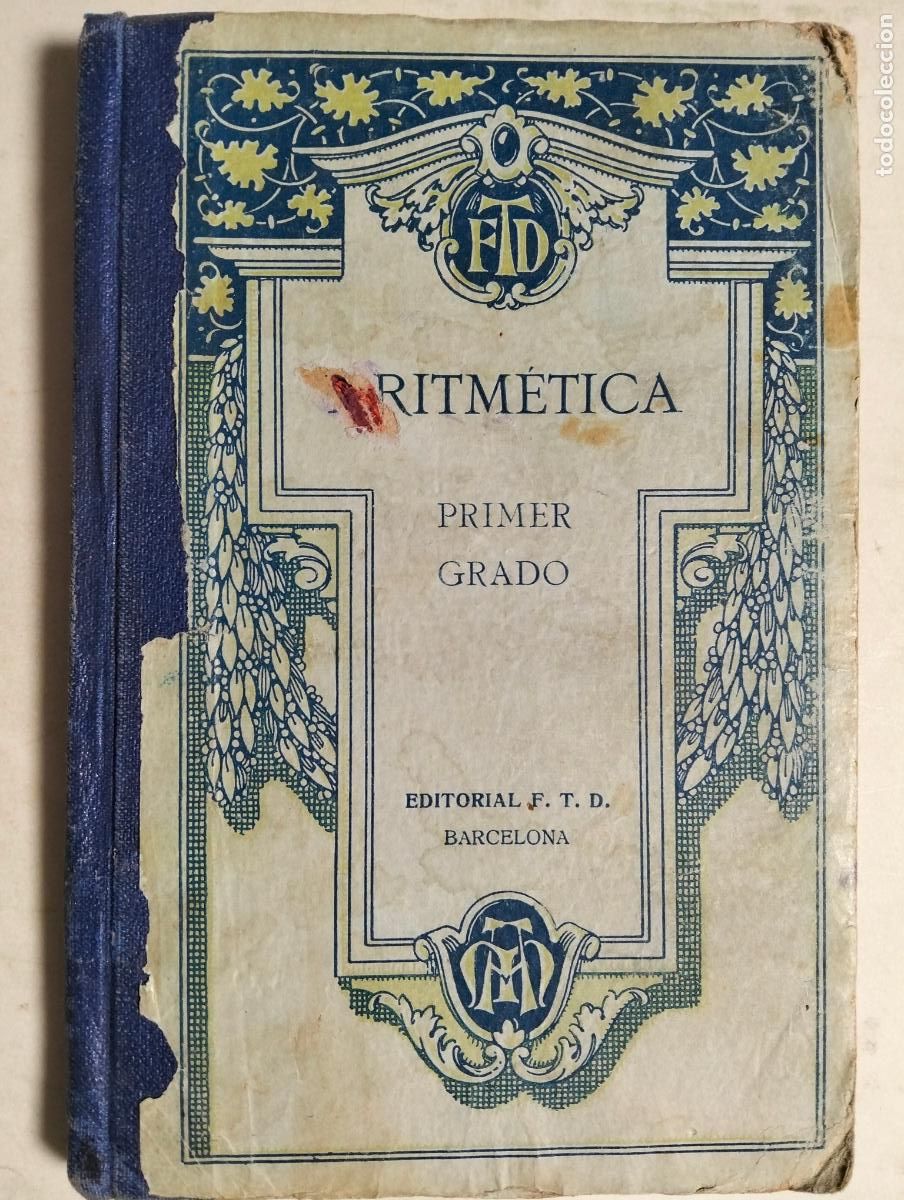 FTD
ARITMÉTICA
PRIMER
GRADO
EDITORIAL F. T. D.
BARCELONA
todocoleccion